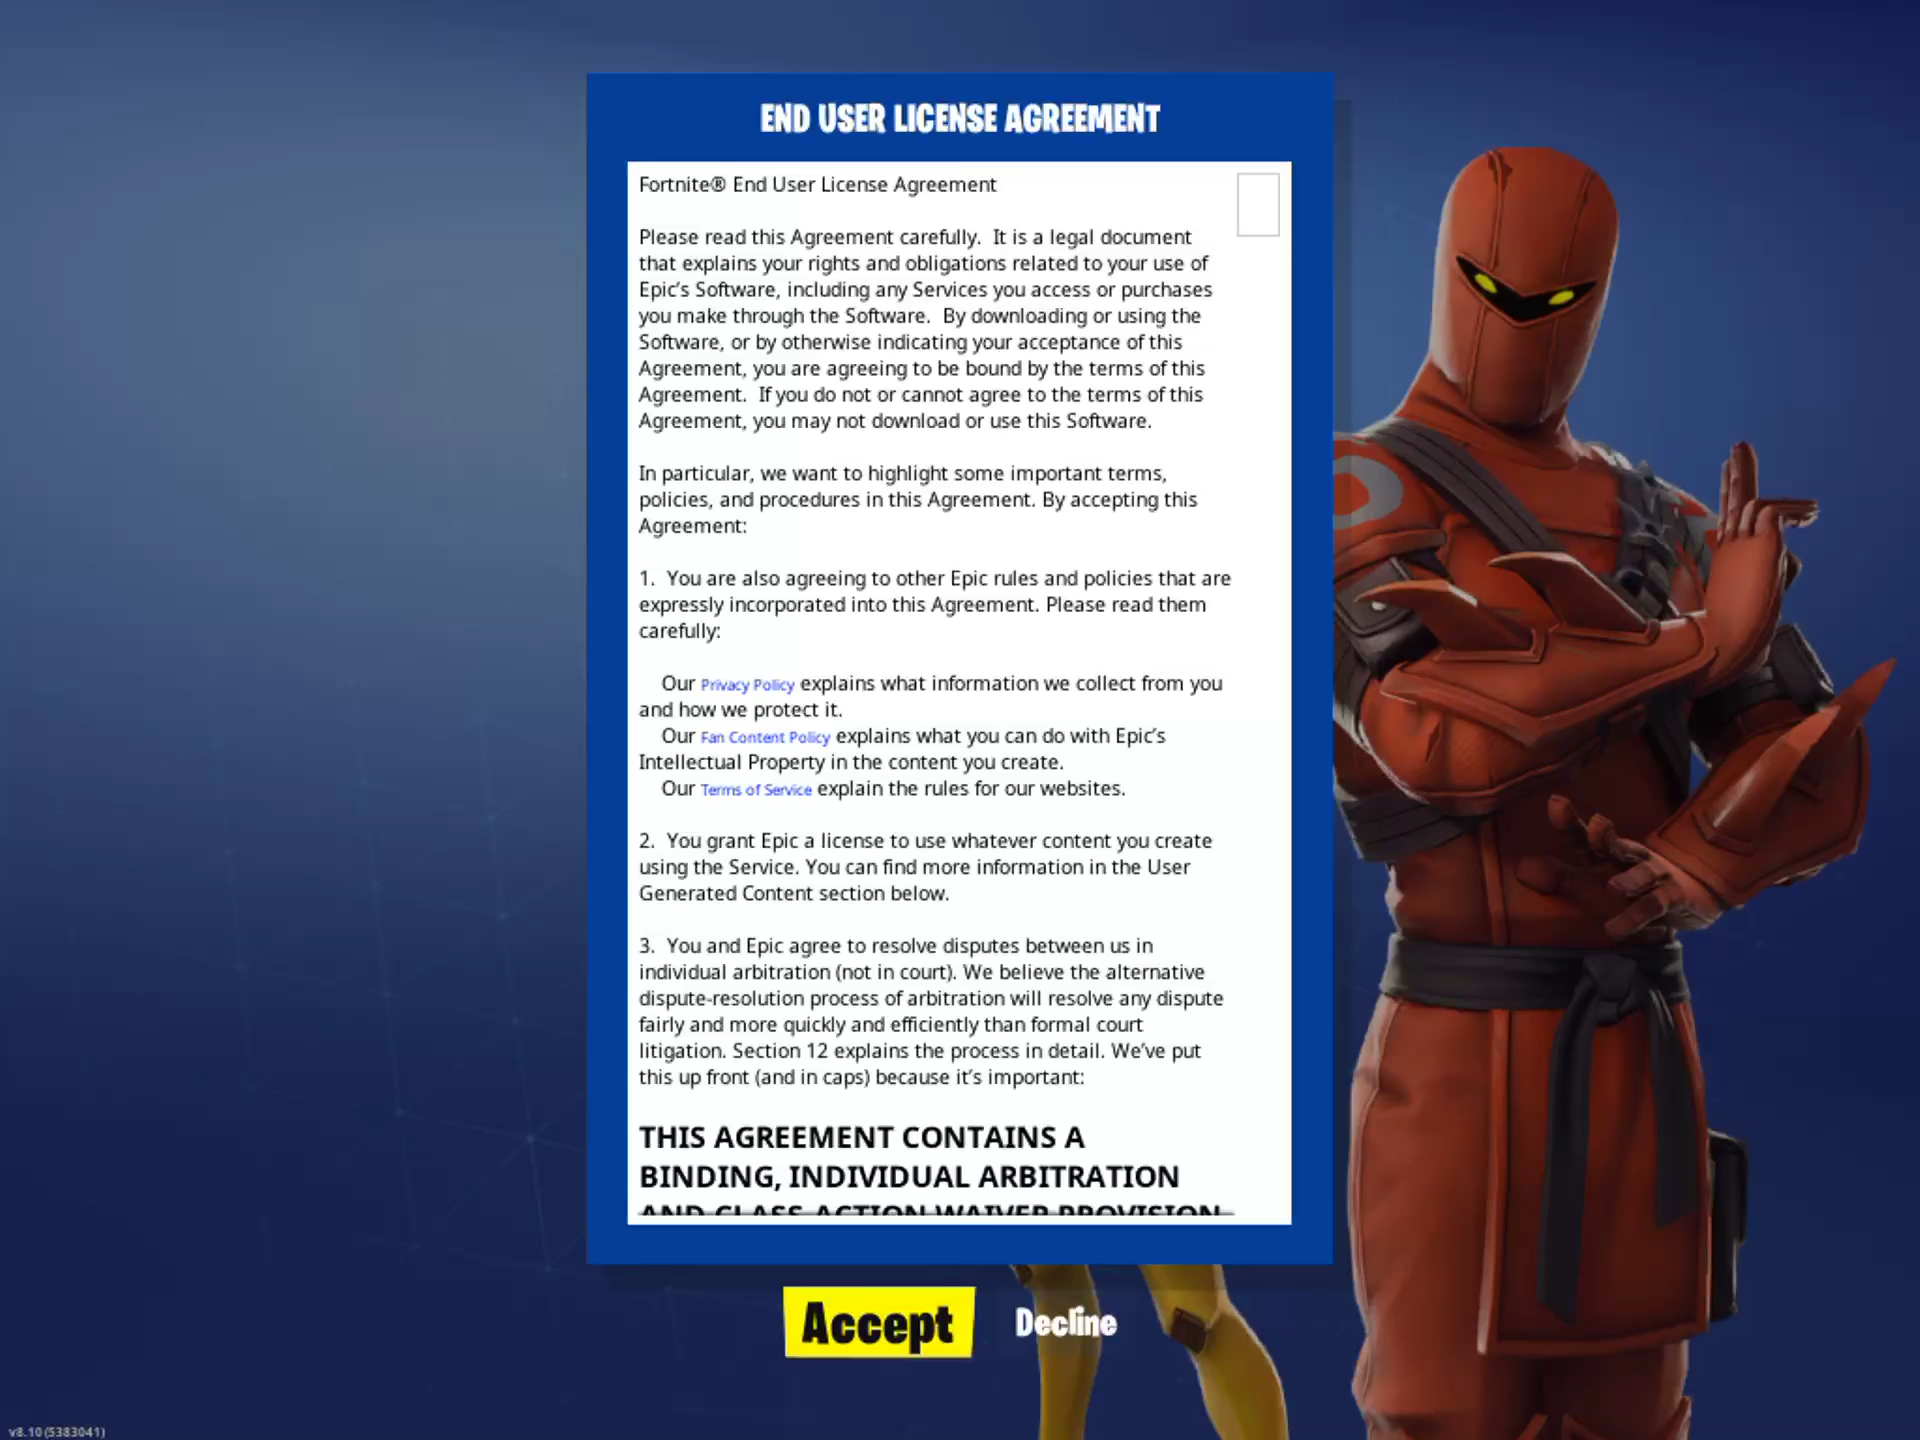 END USER LICENSE AGREEMENT
Fortnite® End User License Agreement
Please read this Agreement carefully.  It is a legal document
that explains your rights and obligations related to your use of
Epic’s Software, including any Services you access or purchases
you make through the Software.  By downloading or using the
Software, or by otherwise indicating your acceptance of this
Agreement, you are agreeing to be bound by the terms of this
Agreement.  If you do not or cannot agree to the terms of this
Agreement, you may not download or use this Software.
In particular, we want to highlight some important terms,
policies, and procedures in this Agreement. By accepting this
Agreement:
1.  You are also agreeing to other Epic rules and policies that are
expressly incorporated into this Agreement. Please read them
carefully:
Our Privacy Policy explains what information we collect from you
and how we protect it.
Our Fan Content Policy explains what you can do with Epic’s
Intellectual Property in the content you create.
Our Terms of Service explain the rules for our websites.
2.  You grant Epic a license to use whatever content you create
using the Service. You can find more information in the User
Generated Content section below.
3.  You and Epic agree to resolve disputes between us in
individual arbitration (not in court). We believe the alternative
dispute-resolution process of arbitration will resolve any dispute
fairly and more quickly and efficiently than formal court
litigation. Section 12 explains the process in detail. We’ve put
this up front (and in caps) because it’s important:
THIS AGREEMENT CONTAINS A
BINDING, INDIVIDUAL ARBITRATION
AND CLASS ACTION WAIVER PROVISION.
Accept
Decline
v8.10 (5383041)